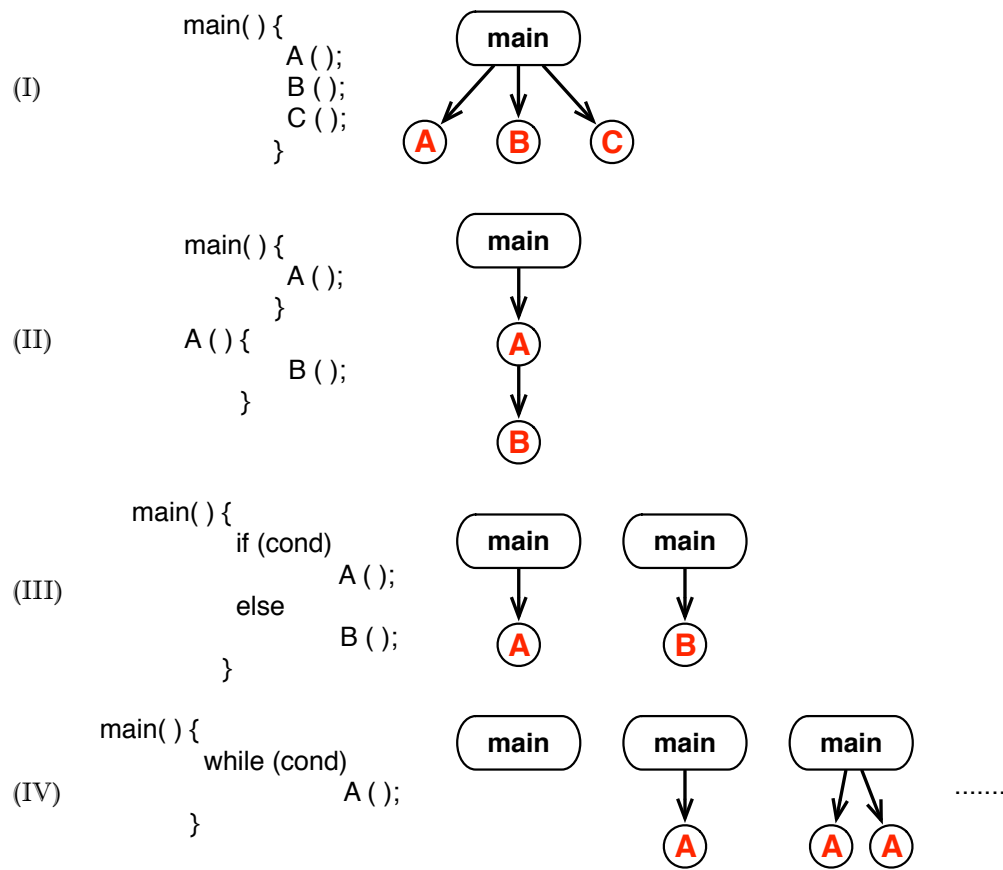 main( ) {
main
A ( );
(I)
B ( );
C ( );
A B C
}
main( ) {
main
A ( );
}
(II)
A ( ) {
A
B ( );
}
B
main( ) {
if (cond)
main main
A ( );
(III)
else
B ( );
A B
}
main( ) {
main main main
while (cond)
(IV)
A ( );
.......
}
A A A